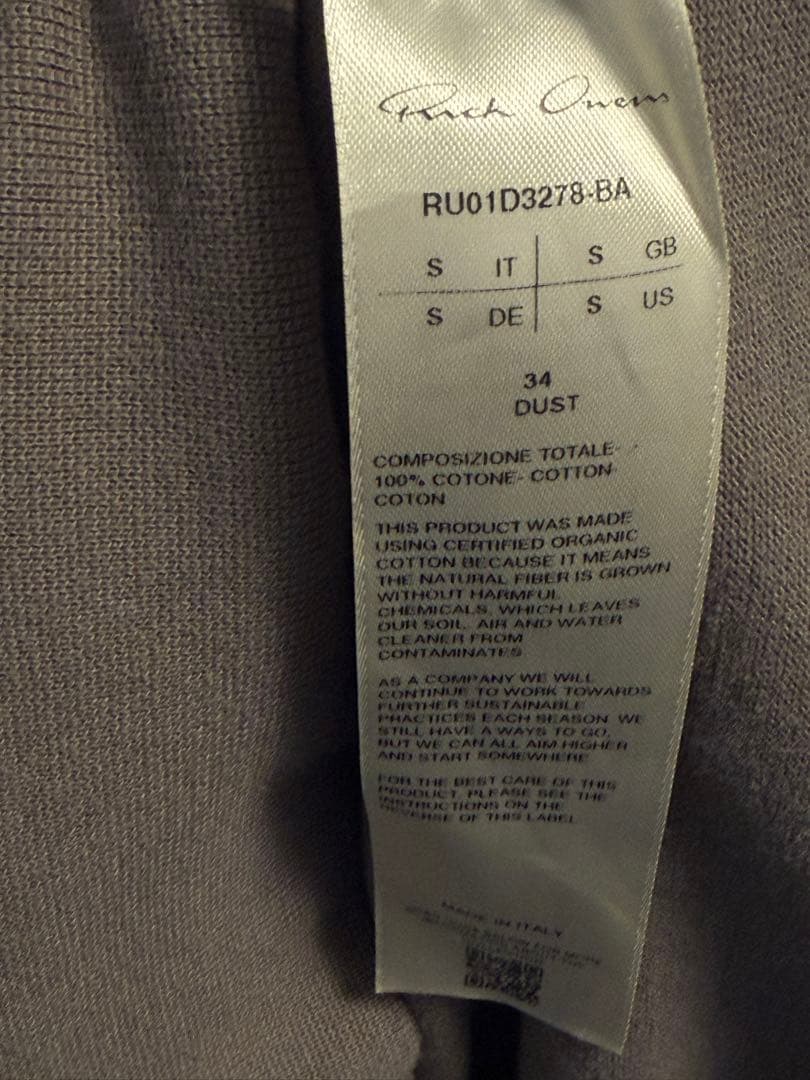 Rick Owens
RU01D3278-BA
S IT S GB
S DE S US
34
DUST
COMPOSIZIONE TOTALE-
100% COTONE- COTTON-
COTON
THIS PRODUCT WAS MADE
USING CERTIFIED ORGANIC
COTTON BECAUSE IT MEANS
THE NATURAL FIBER IS GROWN
WITHOUT HARMFUL
CHEMICALS, WHICH LEAVES
OUR SOIL, AIR AND WATER
CLEANER FROM
CONTAMINATES
AS A COMPANY WE WILL
CONTINUE TO WORK TOWARDS
FURTHER SUSTAINABLE
PRACTICES EACH SEASON. WE
STILL HAVE A WAYS TO GO,
BUT WE CAN ALL AIM HIGHER
AND START SOMEWHERE
FOR THE BEST CARE OF THIS
PRODUCT, PLEASE SEE THE
INSTRUCTIONS ON THE
REVERSE OF THIS LABEL
MADE IN ITALY